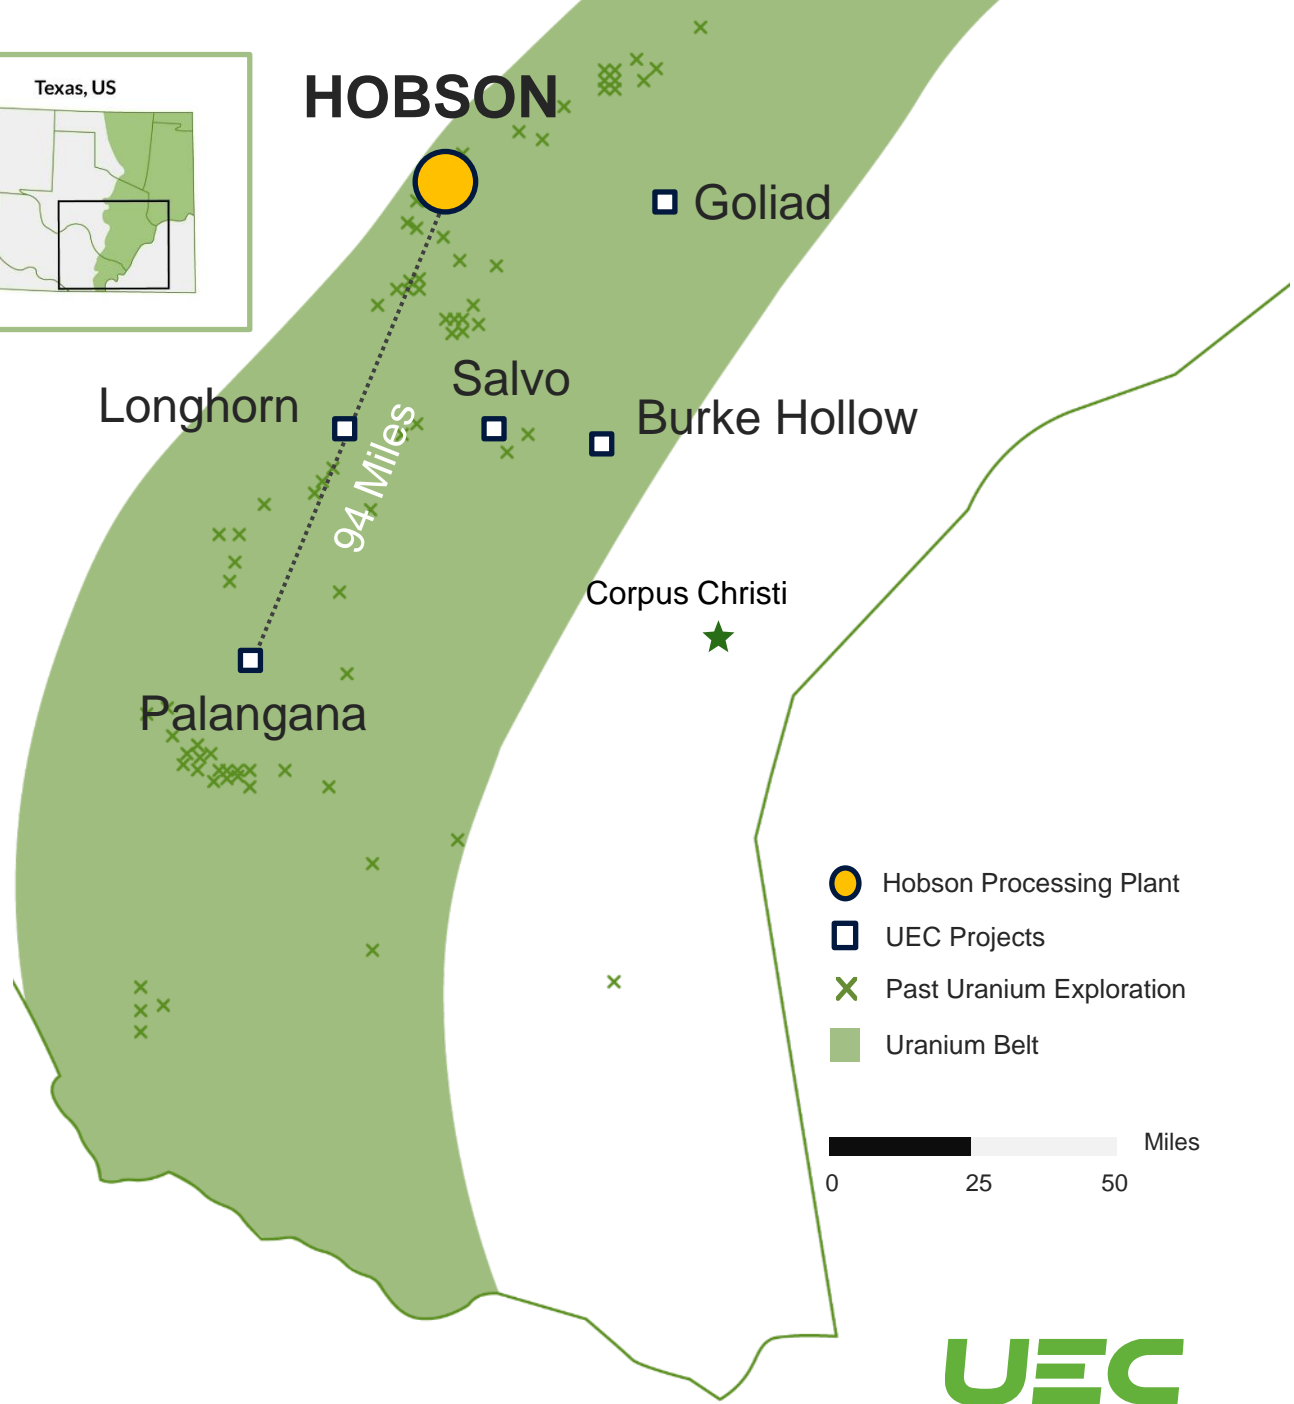 Texas, US
HOBSON
Goliad
Salvo
Longhorn
Burke Hollow
94 Miles
Corpus Christi
Palangana
Hobson Processing Plant
UEC Projects
Past Uranium Exploration
Uranium Belt
Miles
0 25 50
UEC